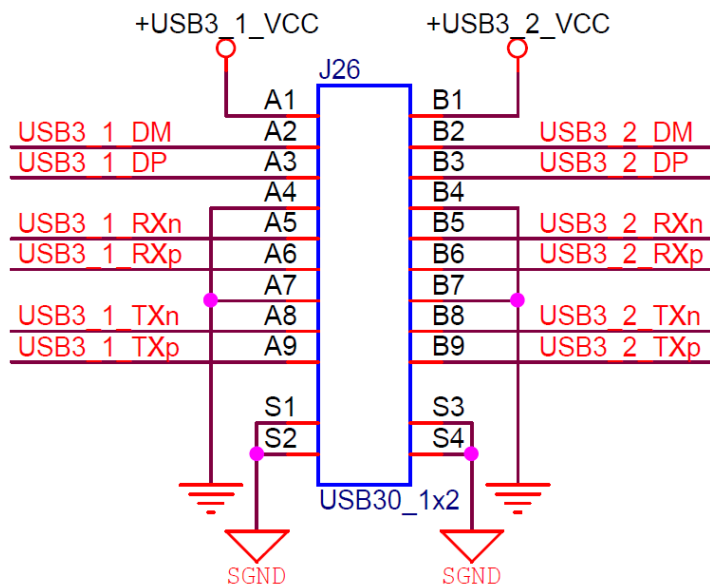 +USB3_1_VCC +USB3_2_VCC
J26
A1 B1
USB3_1_DM A2 B2 USB3_2_DM
USB3_1_DP A3 B3 USB3_2_DP
A4 B4
USB3_1_RXn A5 B5 USB3_2_RXn
USB3_1_RXp A6 B6 USB3_2_RXp
A7 B7
USB3_1_TXn A8 B8 USB3_2_TXn
USB3_1_TXp A9 B9 USB3_2_TXp
S1 S3
S2 S4
USB30_1x2
SGND SGND